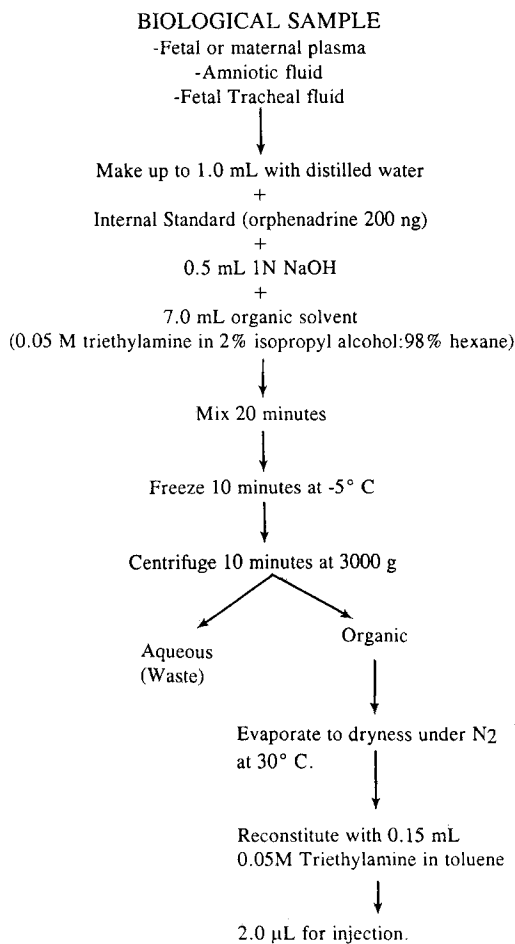 BIOLOGICAL SAMPLE
-Fetal or maternal plasma
-Amniotic fluid
-Fetal Tracheal fluid
Make up to 1.0 mL with distilled water
+
Internal Standard (orphenadrine 200 ng)
+
0.5 mL 1N NaOH
+
7.0 mL organic solvent
(0.05 M triethylamine in 2% isopropyl alcohol:98% hexane)
Mix 20 minutes
Freeze 10 minutes at -5° C
Centrifuge 10 minutes at 3000 g
Aqueous
(Waste)
Organic
Evaporate to dryness under N2
at 30° C.
Reconstitute with 0.15 mL
0.05M Triethylamine in toluene
2.0 µL for injection.